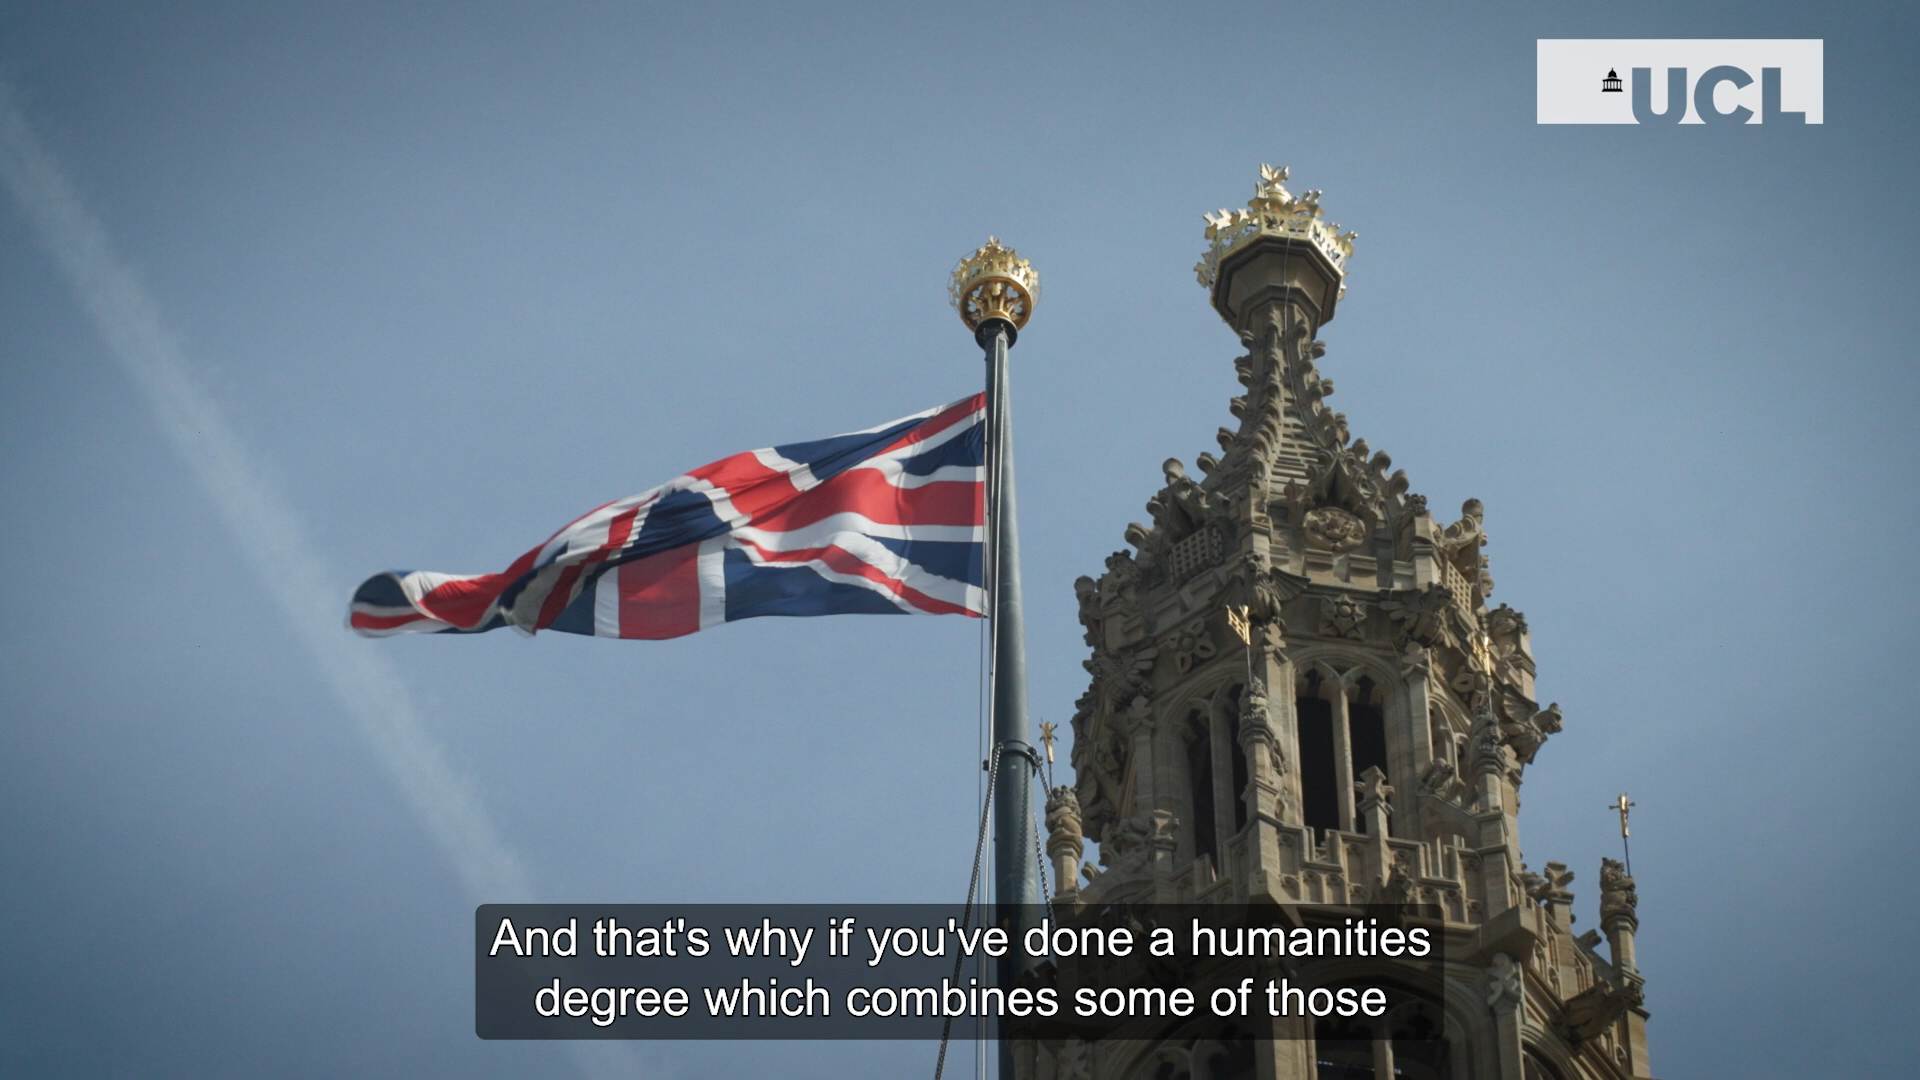 UCL
And that's why if you've done a humanities
degree which combines some of those